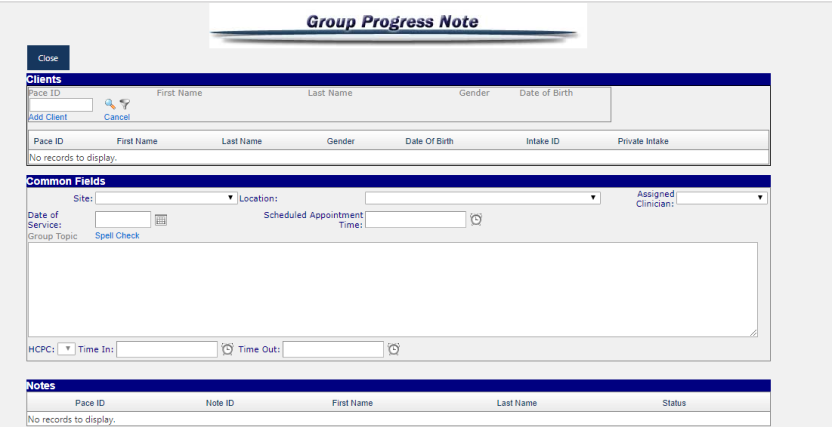 Group Progress Note
Close
Clients
Pace ID First Name Last Name Gender Date of Birth
Add Client Cancel
Pace ID First Name Last Name Gender Date Of Birth Intake ID Private Intake
No records to display.
Common Fields
Site: Location: Assigned Clinician:
Date of Service: Scheduled Appointment Time:
Group Topic Spell Check
HCPC: Time In: Time Out:
Notes
Pace ID Note ID First Name Last Name Status
No records to display.